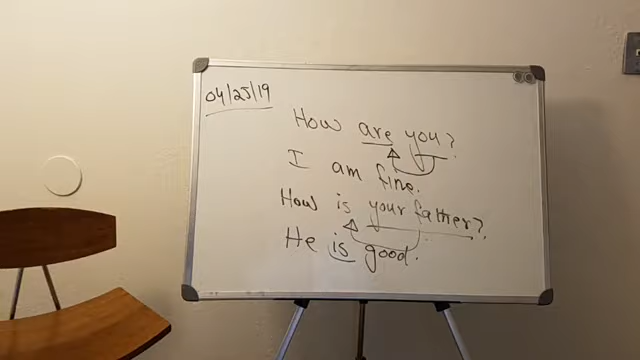 04/25/19
How are you?
I am fine.
How is your father?
He is good.